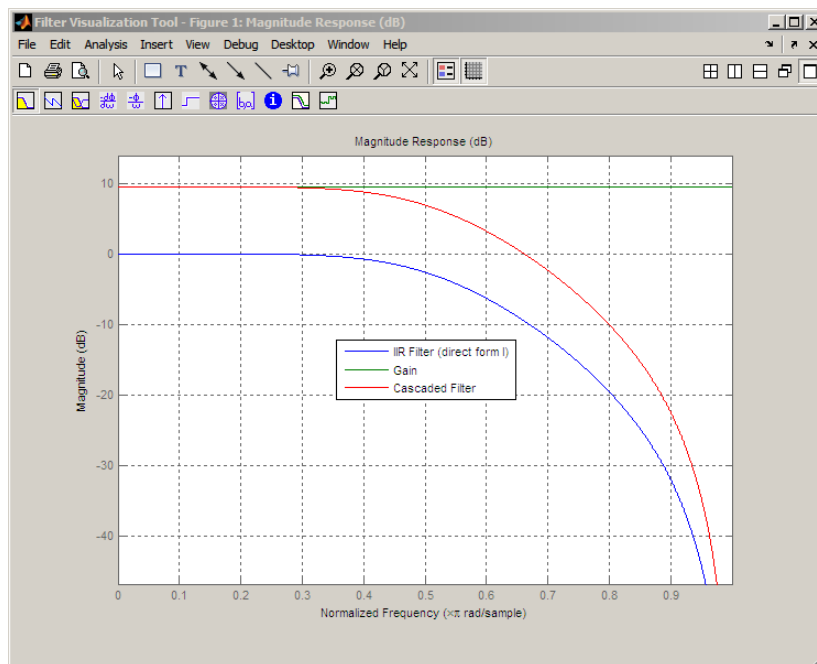 Filter Visualization Tool - Figure 1: Magnitude Response (dB)
File Edit Analysis Insert View Debug Desktop Window Help
T
[b,a]
i
Magnitude Response (dB)
10
0
-10
-20
-30
-40
Magnitude (dB)
IIR Filter (direct form I)
Gain
Cascaded Filter
0 0.1 0.2 0.3 0.4 0.5 0.6 0.7 0.8 0.9
Normalized Frequency (×π rad/sample)